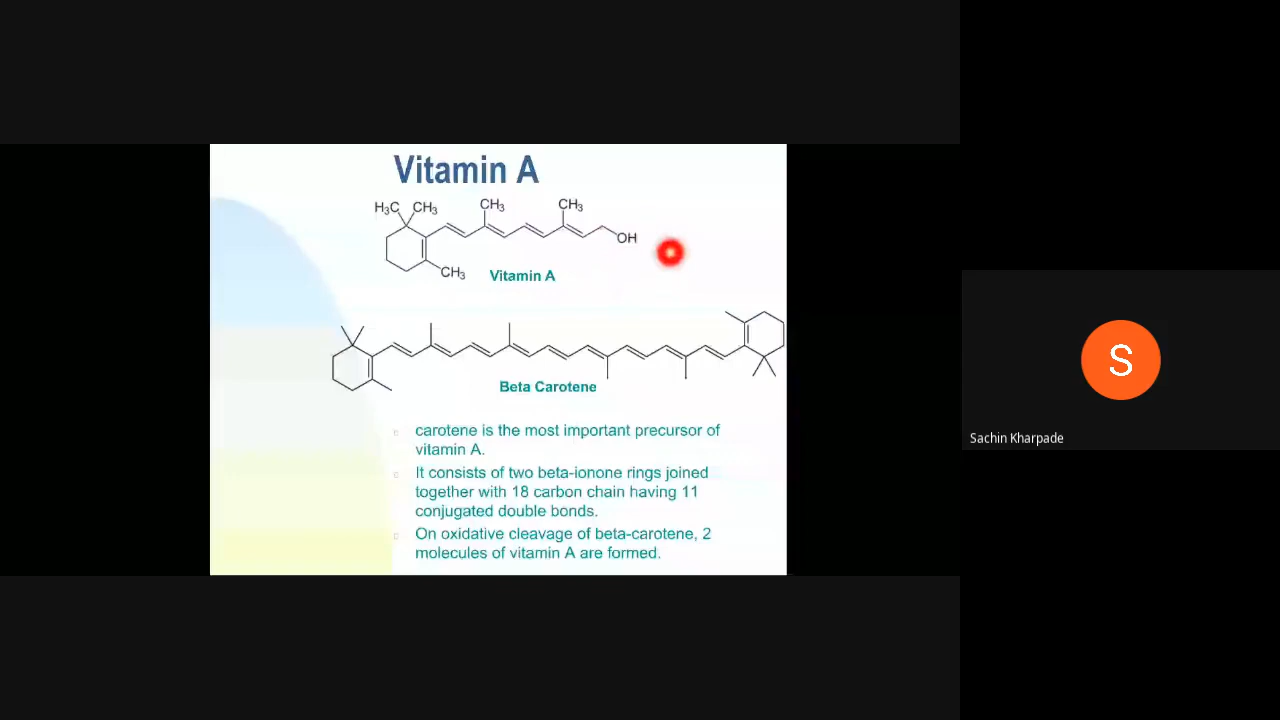 Vitamin A
H₃C CH₃ CH₃ CH₃
OH
CH₃ Vitamin A
Beta Carotene
carotene is the most important precursor of
vitamin A.
It consists of two beta-ionone rings joined
together with 18 carbon chain having 11
conjugated double bonds.
On oxidative cleavage of beta-carotene, 2
molecules of vitamin A are formed.
S
Sachin Kharpade